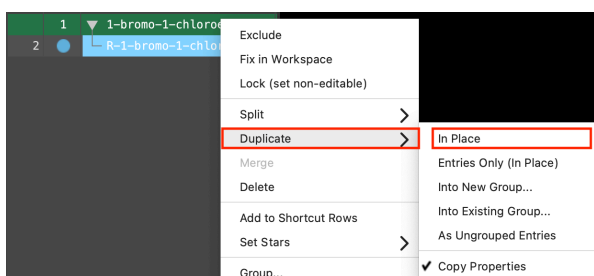 1 1-bromo-1-chloroe
2 R-1-bromo-1-chlo
Exclude
Fix in Workspace
Lock (set non-editable)
Split
Duplicate
Merge
Delete
Add to Shortcut Rows
Set Stars
Group...
In Place
Entries Only (In Place)
Into New Group...
Into Existing Group...
As Ungrouped Entries
Copy Properties